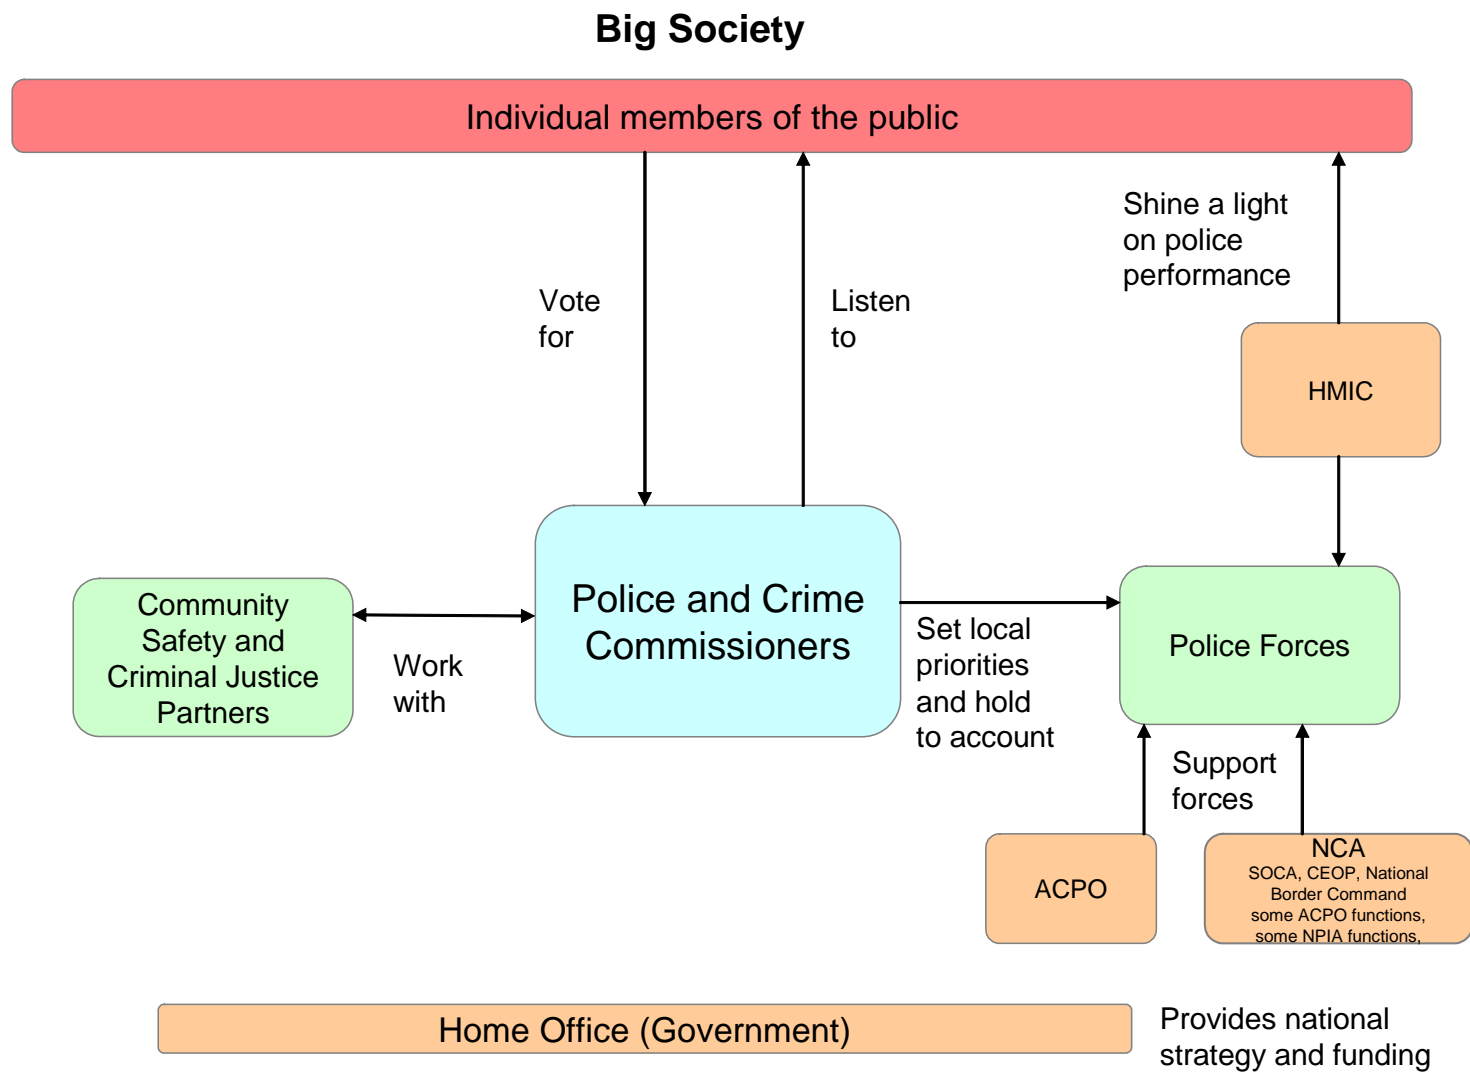 Big Society
Individual members of the public
Shine a light
on police
performance
Vote
for
Listen
to
HMIC
Community
Safety and
Criminal Justice
Partners
Work
with
Police and Crime
Commissioners
Set local
priorities
and hold
to account
Police Forces
Support
forces
ACPO
NCA
SOCA, CEOP, National
Border Command
some ACPO functions,
some NPIA functions,
Home Office (Government)
Provides national
strategy and funding